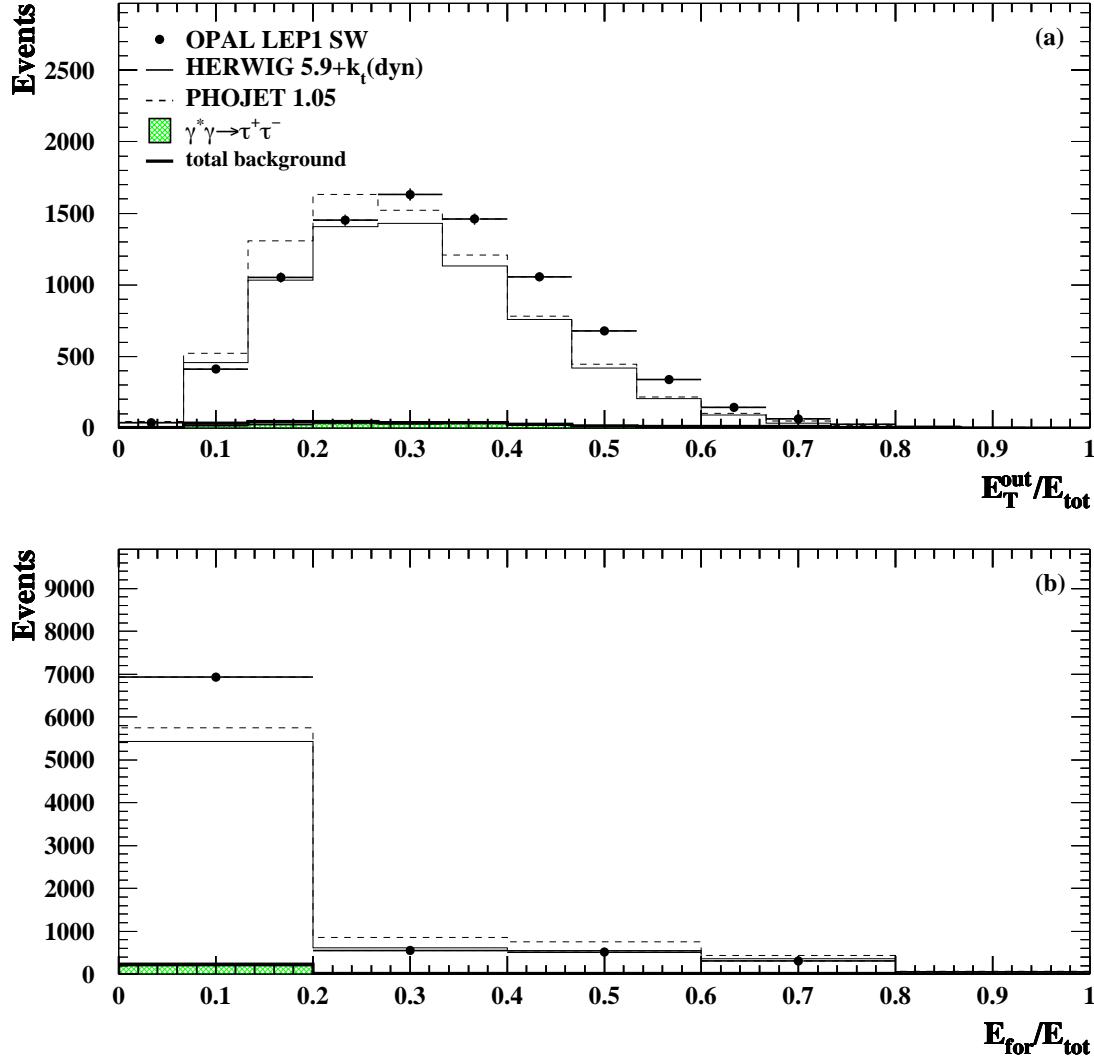 Events
(a)
OPAL LEP1 SW
HERWIG 5.9+k_t(dyn)
PHOJET 1.05
γ*γ→τ⁺τ⁻
total background
2500
2000
1500
1000
500
0
0 0.1 0.2 0.3 0.4 0.5 0.6 0.7 0.8 0.9 1
E_T^out/E_tot
Events
(b)
9000
8000
7000
6000
5000
4000
3000
2000
1000
0
0 0.1 0.2 0.3 0.4 0.5 0.6 0.7 0.8 0.9 1
E_for/E_tot